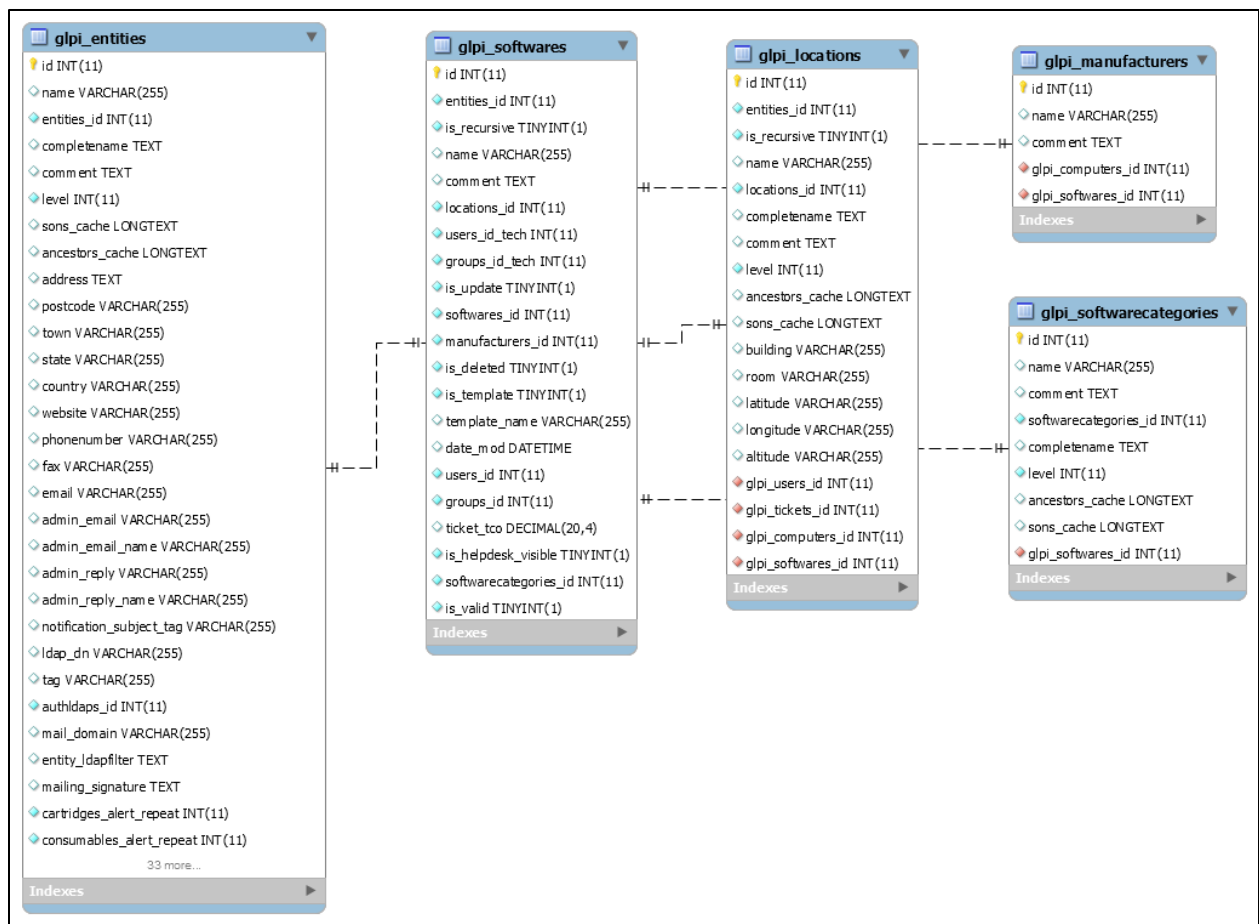 glpi_entities
id INT(11)
name VARCHAR(255)
entities_id INT(11)
completename TEXT
comment TEXT
level INT(11)
sons_cache LONGTEXT
ancestors_cache LONGTEXT
address TEXT
postcode VARCHAR(255)
town VARCHAR(255)
state VARCHAR(255)
country VARCHAR(255)
website VARCHAR(255)
phonenumber VARCHAR(255)
fax VARCHAR(255)
email VARCHAR(255)
admin_email VARCHAR(255)
admin_email_name VARCHAR(255)
admin_reply VARCHAR(255)
admin_reply_name VARCHAR(255)
notification_subject_tag VARCHAR(255)
ldap_dn VARCHAR(255)
tag VARCHAR(255)
authldaps_id INT(11)
mail_domain VARCHAR(255)
entity_ldapfilter TEXT
mailing_signature TEXT
cartridges_alert_repeat INT(11)
consumables_alert_repeat INT(11)
33 more...
Indexes
glpi_softwares
id INT(11)
entities_id INT(11)
is_recursive TINYINT(1)
name VARCHAR(255)
comment TEXT
locations_id INT(11)
users_id_tech INT(11)
groups_id_tech INT(11)
is_update TINYINT(1)
softwares_id INT(11)
manufacturers_id INT(11)
is_deleted TINYINT(1)
is_template TINYINT(1)
template_name VARCHAR(255)
date_mod DATETIME
users_id INT(11)
groups_id INT(11)
ticket_tco DECIMAL(20,4)
is_helpdesk_visible TINYINT(1)
softwarecategories_id INT(11)
is_valid TINYINT(1)
Indexes
glpi_locations
id INT(11)
entities_id INT(11)
is_recursive TINYINT(1)
name VARCHAR(255)
locations_id INT(11)
completename TEXT
comment TEXT
level INT(11)
ancestors_cache LONGTEXT
sons_cache LONGTEXT
building VARCHAR(255)
room VARCHAR(255)
latitude VARCHAR(255)
longitude VARCHAR(255)
altitude VARCHAR(255)
glpi_users_id INT(11)
glpi_tickets_id INT(11)
glpi_computers_id INT(11)
glpi_softwares_id INT(11)
Indexes
glpi_manufacturers
id INT(11)
name VARCHAR(255)
comment TEXT
glpi_computers_id INT(11)
glpi_softwares_id INT(11)
Indexes
glpi_softwarecategories
id INT(11)
name VARCHAR(255)
comment TEXT
softwarecategories_id INT(11)
completename TEXT
level INT(11)
ancestors_cache LONGTEXT
sons_cache LONGTEXT
glpi_softwares_id INT(11)
Indexes